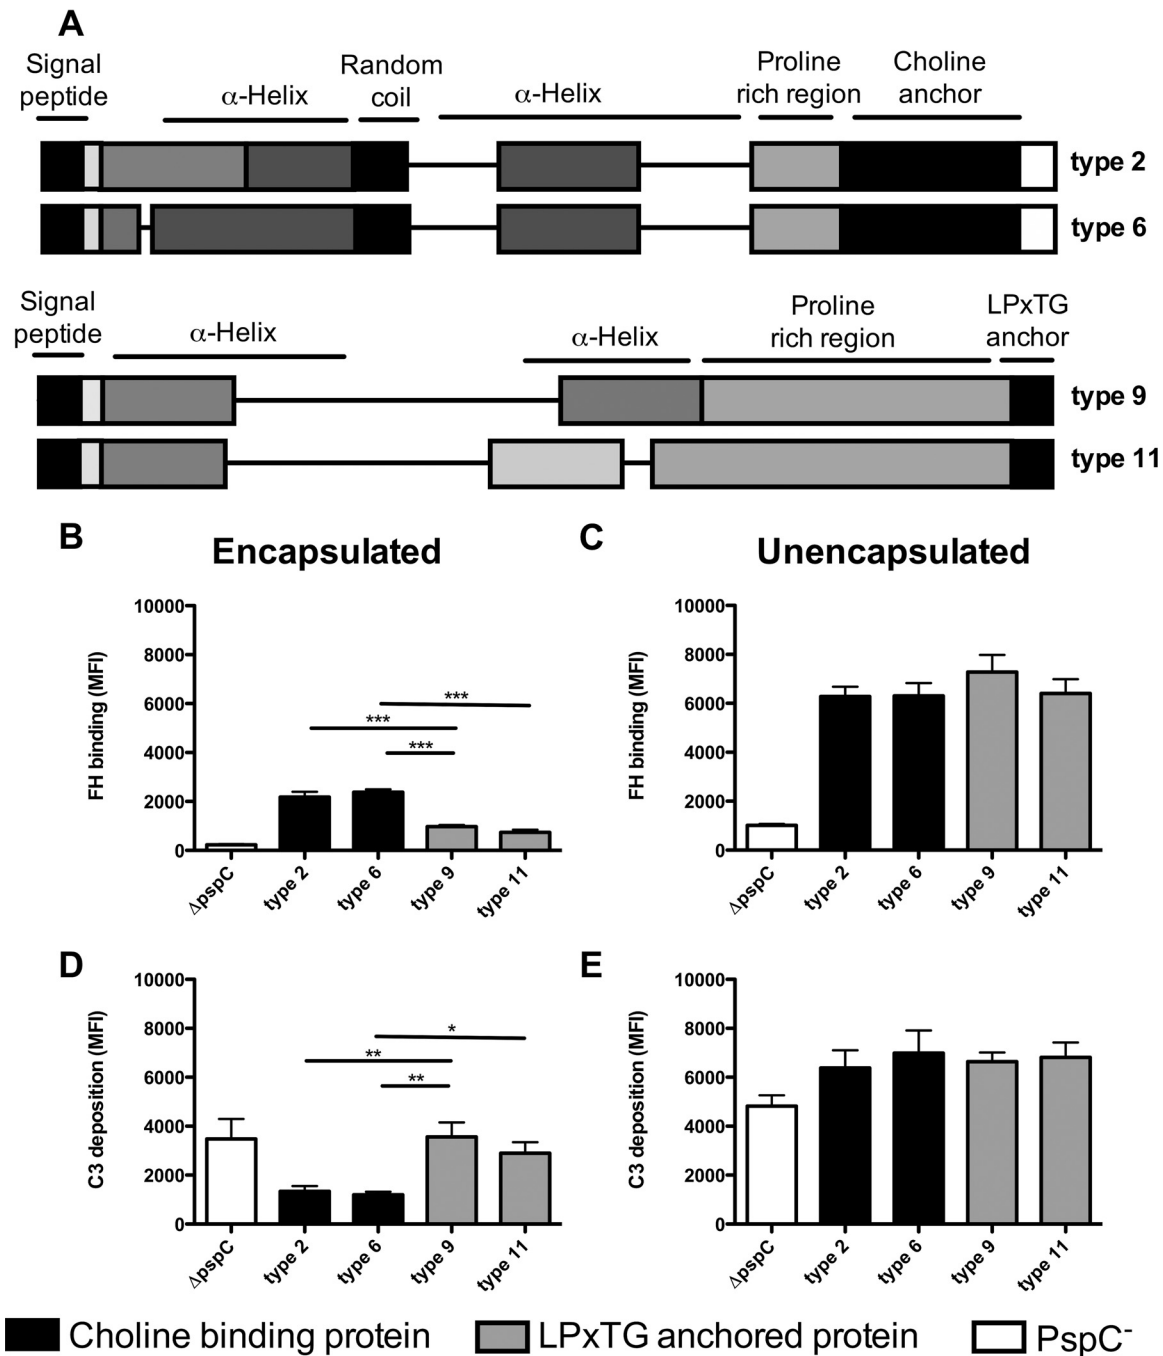 A
Signal
peptide
α-Helix
Random
coil
α-Helix
Proline
rich region
Choline
anchor
type 2
type 6
Signal
peptide
α-Helix
α-Helix
Proline
rich region
LPxTG
anchor
type 9
type 11
B
Encapsulated
FH binding (MFI)
10000
8000
6000
4000
2000
0
***
***
***
ΔpspC
type 2
type 6
type 9
type 11
C
Unencapsulated
FH binding (MFI)
10000
8000
6000
4000
2000
0
ΔpspC
type 2
type 6
type 9
type 11
D
C3 deposition (MFI)
10000
8000
6000
4000
2000
0
*
**
**
ΔpspC
type 2
type 6
type 9
type 11
E
C3 deposition (MFI)
10000
8000
6000
4000
2000
0
ΔpspC
type 2
type 6
type 9
type 11
Choline binding protein
LPxTG anchored protein
PspC⁻